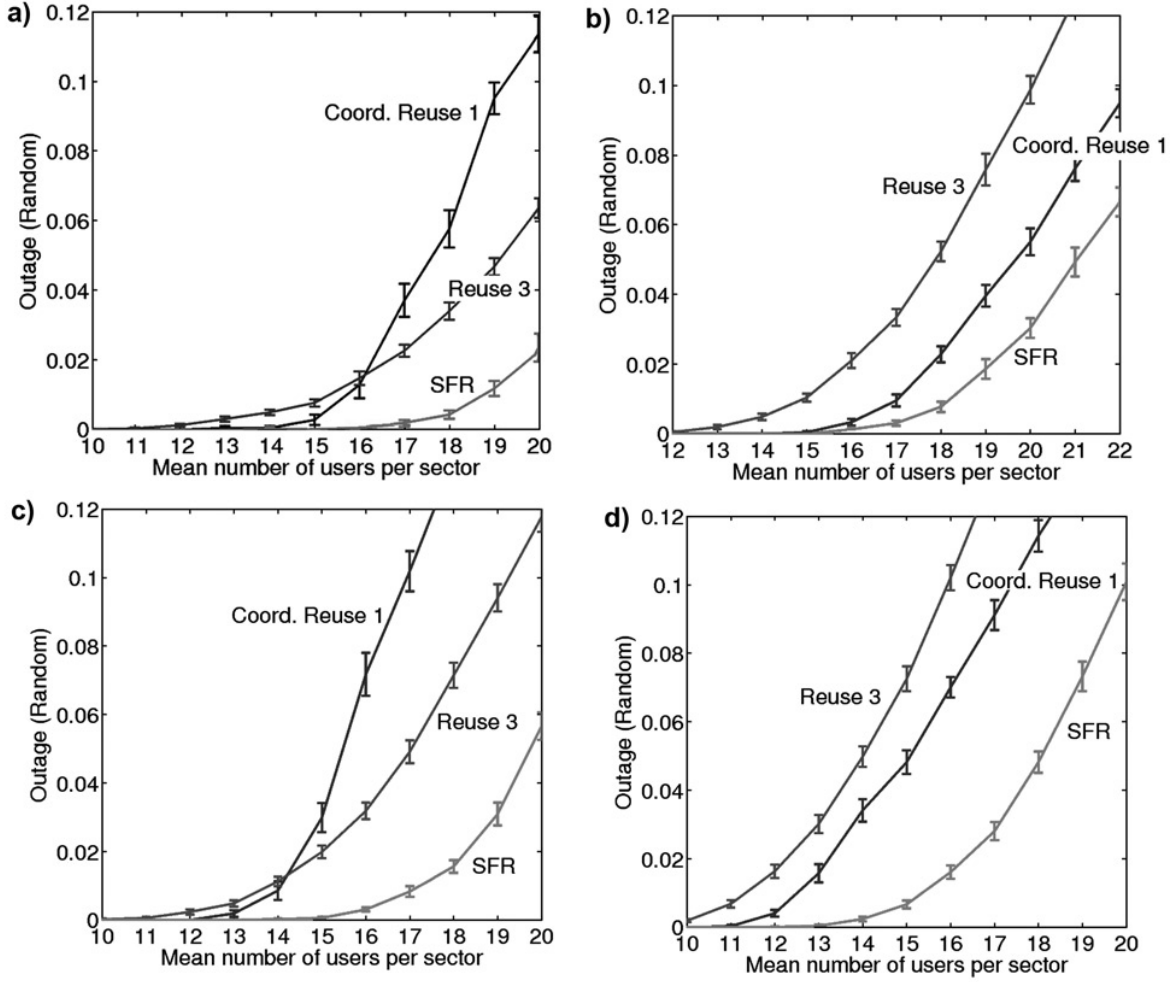 a)
0.12
0.1
0.08
0.06
0.04
0.02
0
Outage (Random)
Coord. Reuse 1
Reuse 3
SFR
10 11 12 13 14 15 16 17 18 19 20
Mean number of users per sector
b)
0.12
0.1
0.08
0.06
0.04
0.02
0
Outage (Random)
Reuse 3
Coord. Reuse 1
SFR
12 13 14 15 16 17 18 19 20 21 22
Mean number of users per sector
c)
0.12
0.1
0.08
0.06
0.04
0.02
0
Outage (Random)
Coord. Reuse 1
Reuse 3
SFR
10 11 12 13 14 15 16 17 18 19 20
Mean number of users per sector
d)
0.12
0.1
0.08
0.06
0.04
0.02
0
Outage (Random)
Coord. Reuse 1
Reuse 3
SFR
10 11 12 13 14 15 16 17 18 19 20
Mean number of users per sector